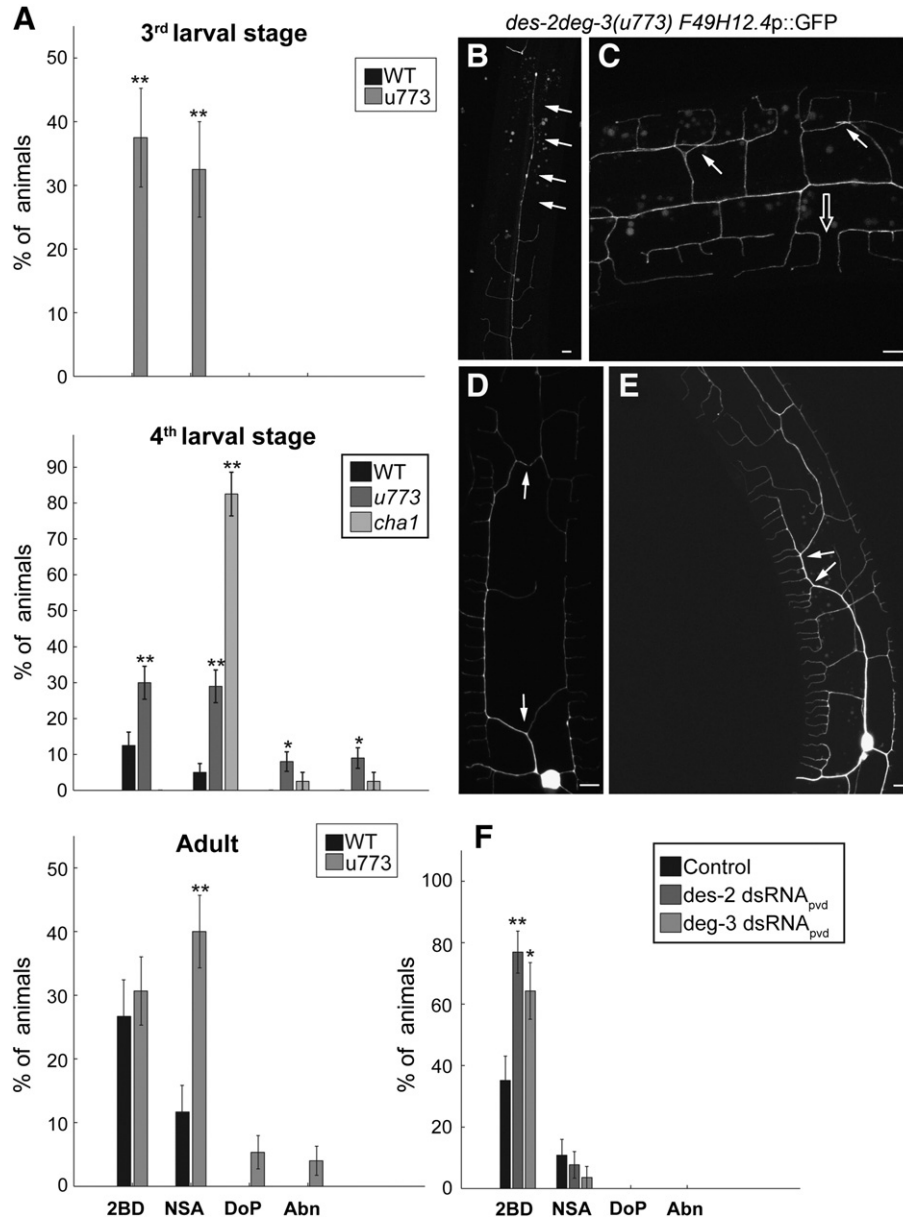 A
3rd larval stage
WT
u773
% of animals
50
40
30
20
10
0
**
**
4th larval stage
WT
u773
cha1
% of animals
90
80
70
60
50
40
30
20
10
0
**
**
**
*
*
Adult
WT
u773
% of animals
50
40
30
20
10
0
**
2BD NSA DoP Abn
des-2deg-3(u773) F49H12.4p::GFP
B
C
D
E
F
Control
des-2 dsRNApvd
deg-3 dsRNApvd
% of animals
100
80
60
40
20
0
**
*
2BD NSA DoP Abn